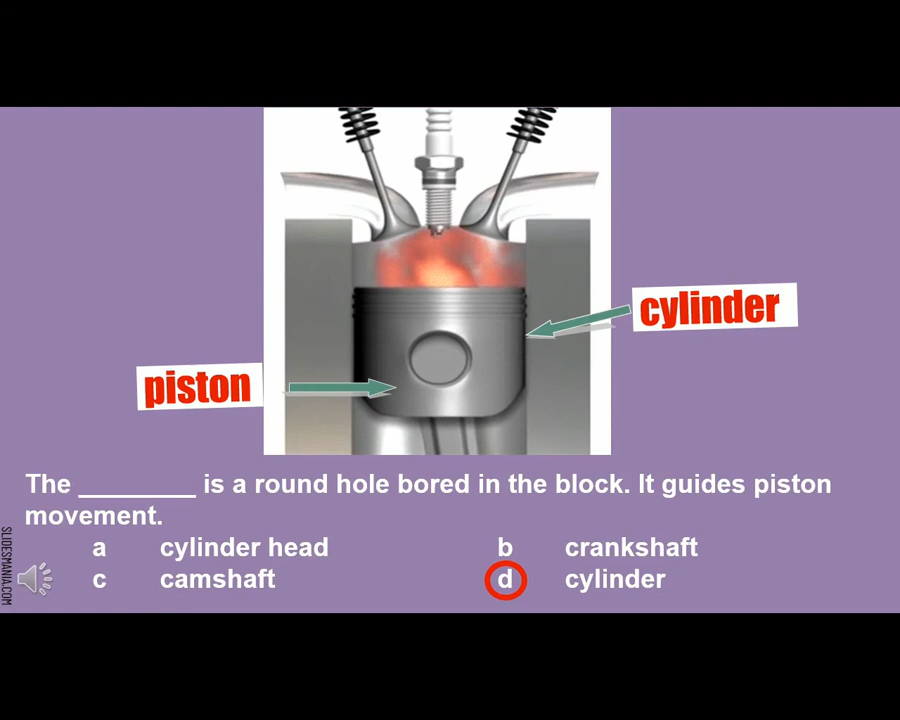 cylinder
piston
The ________ is a round hole bored in the block. It guides piston
movement.
a cylinder head b crankshaft
c camshaft d cylinder
SLIDESMANIA.COM